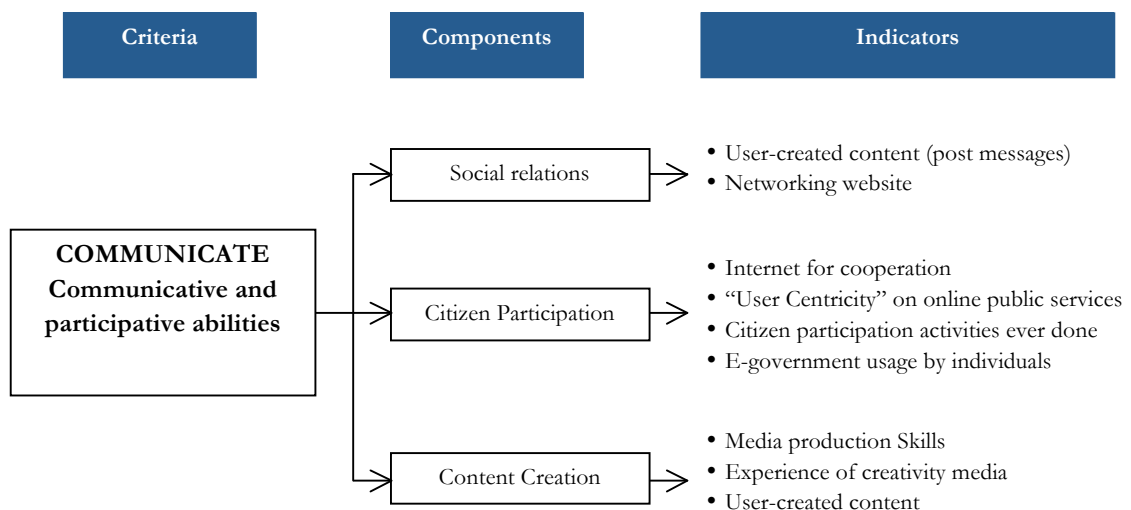 Criteria
Components
Indicators
COMMUNICATE
Communicative and
participative abilities
Social relations
• User-created content (post messages)
• Networking website
Citizen Participation
• Internet for cooperation
• “User Centricity” on online public services
• Citizen participation activities ever done
• E-government usage by individuals
Content Creation
• Media production Skills
• Experience of creativity media
• User-created content